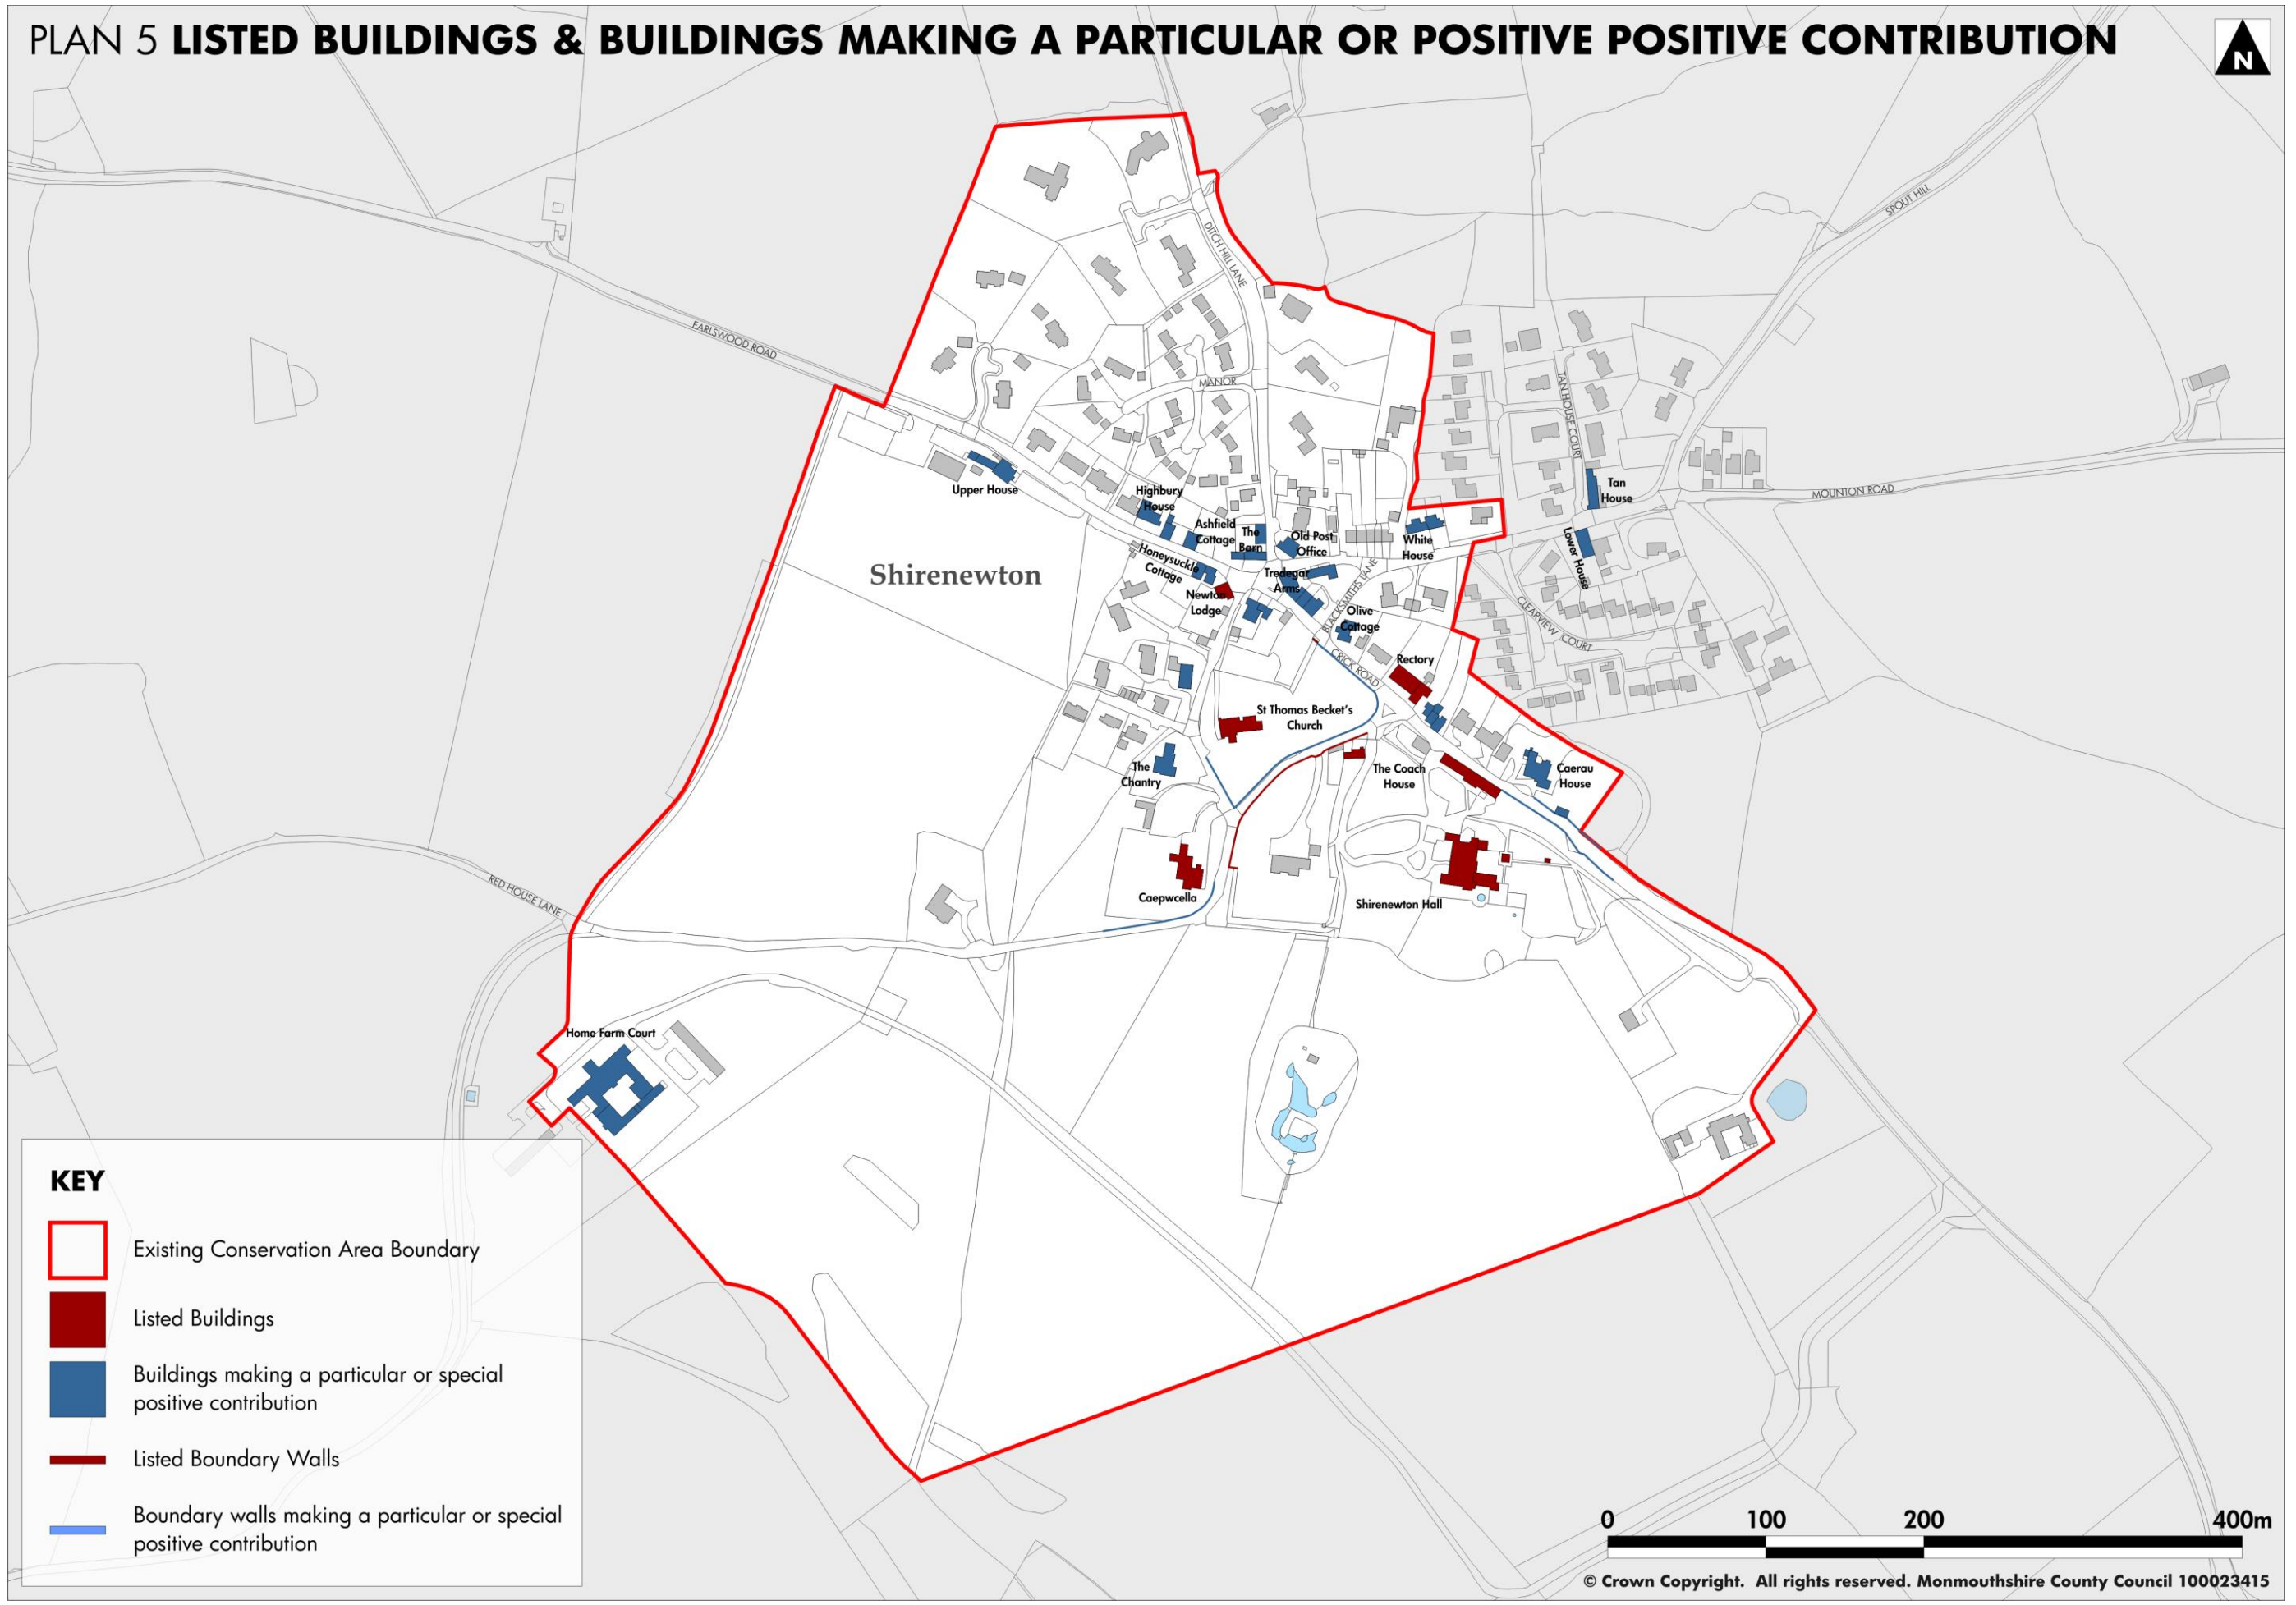 PLAN 5 LISTED BUILDINGS & BUILDINGS MAKING A PARTICULAR OR POSITIVE POSITIVE CONTRIBUTION
N
SPOUT HILL
DITCH HILL LANE
EARLSWOOD ROAD
MANOR
TAN HOUSE COURT
Upper House
Highbury
House
Tan
House
MOUNTON ROAD
Ashfield
Cottage
The
Barn
Old Post
Office
White
House
Lower House
Honeysuckle
Cottage
Shirenewton
Tredegar
Arms
BLACKSMITHS LANE
Newton
Lodge
Olive
Cottage
CLEARVIEW COURT
CRICK ROAD
Rectory
St Thomas Becket's
Church
The
Chantry
The Coach
House
Caerau
House
RED HOUSE LANE
Caepwcella
Shirenewton Hall
Home Farm Court
KEY
Existing Conservation Area Boundary
Listed Buildings
Buildings making a particular or special
positive contribution
Listed Boundary Walls
Boundary walls making a particular or special
positive contribution
0 100 200 400m
© Crown Copyright. All rights reserved. Monmouthshire County Council 100023415